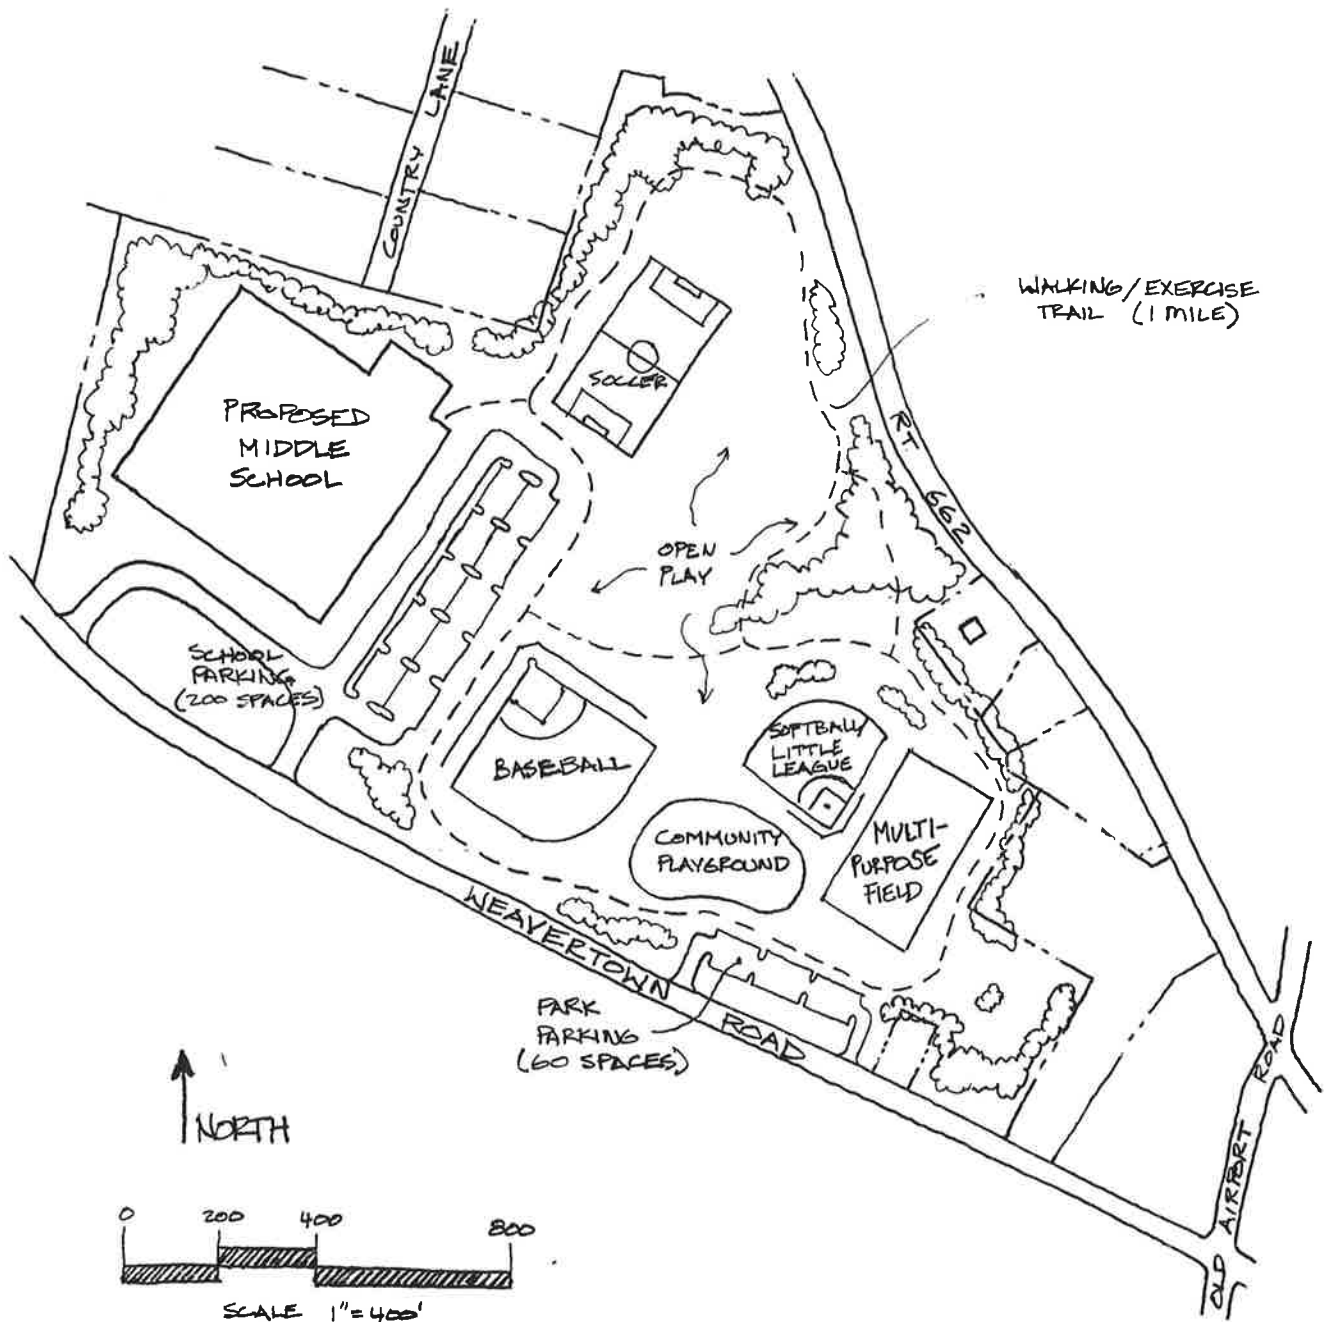 COUNTRY LANE
WALKING/EXERCISE
TRAIL (1 MILE)
SOCCER
PROPOSED
MIDDLE
SCHOOL
RT 662
OPEN
PLAY
SCHOOL
PARKING
(200 SPACES)
BASEBALL
SOFTBALL/
LITTLE
LEAGUE
COMMUNITY
PLAYGROUND
MULTI-
PURPOSE
FIELD
WEAVERTOWN ROAD
PARK
PARKING
(60 SPACES)
OLD AIRPORT ROAD
NORTH
0 200 400 800
SCALE 1"=400'